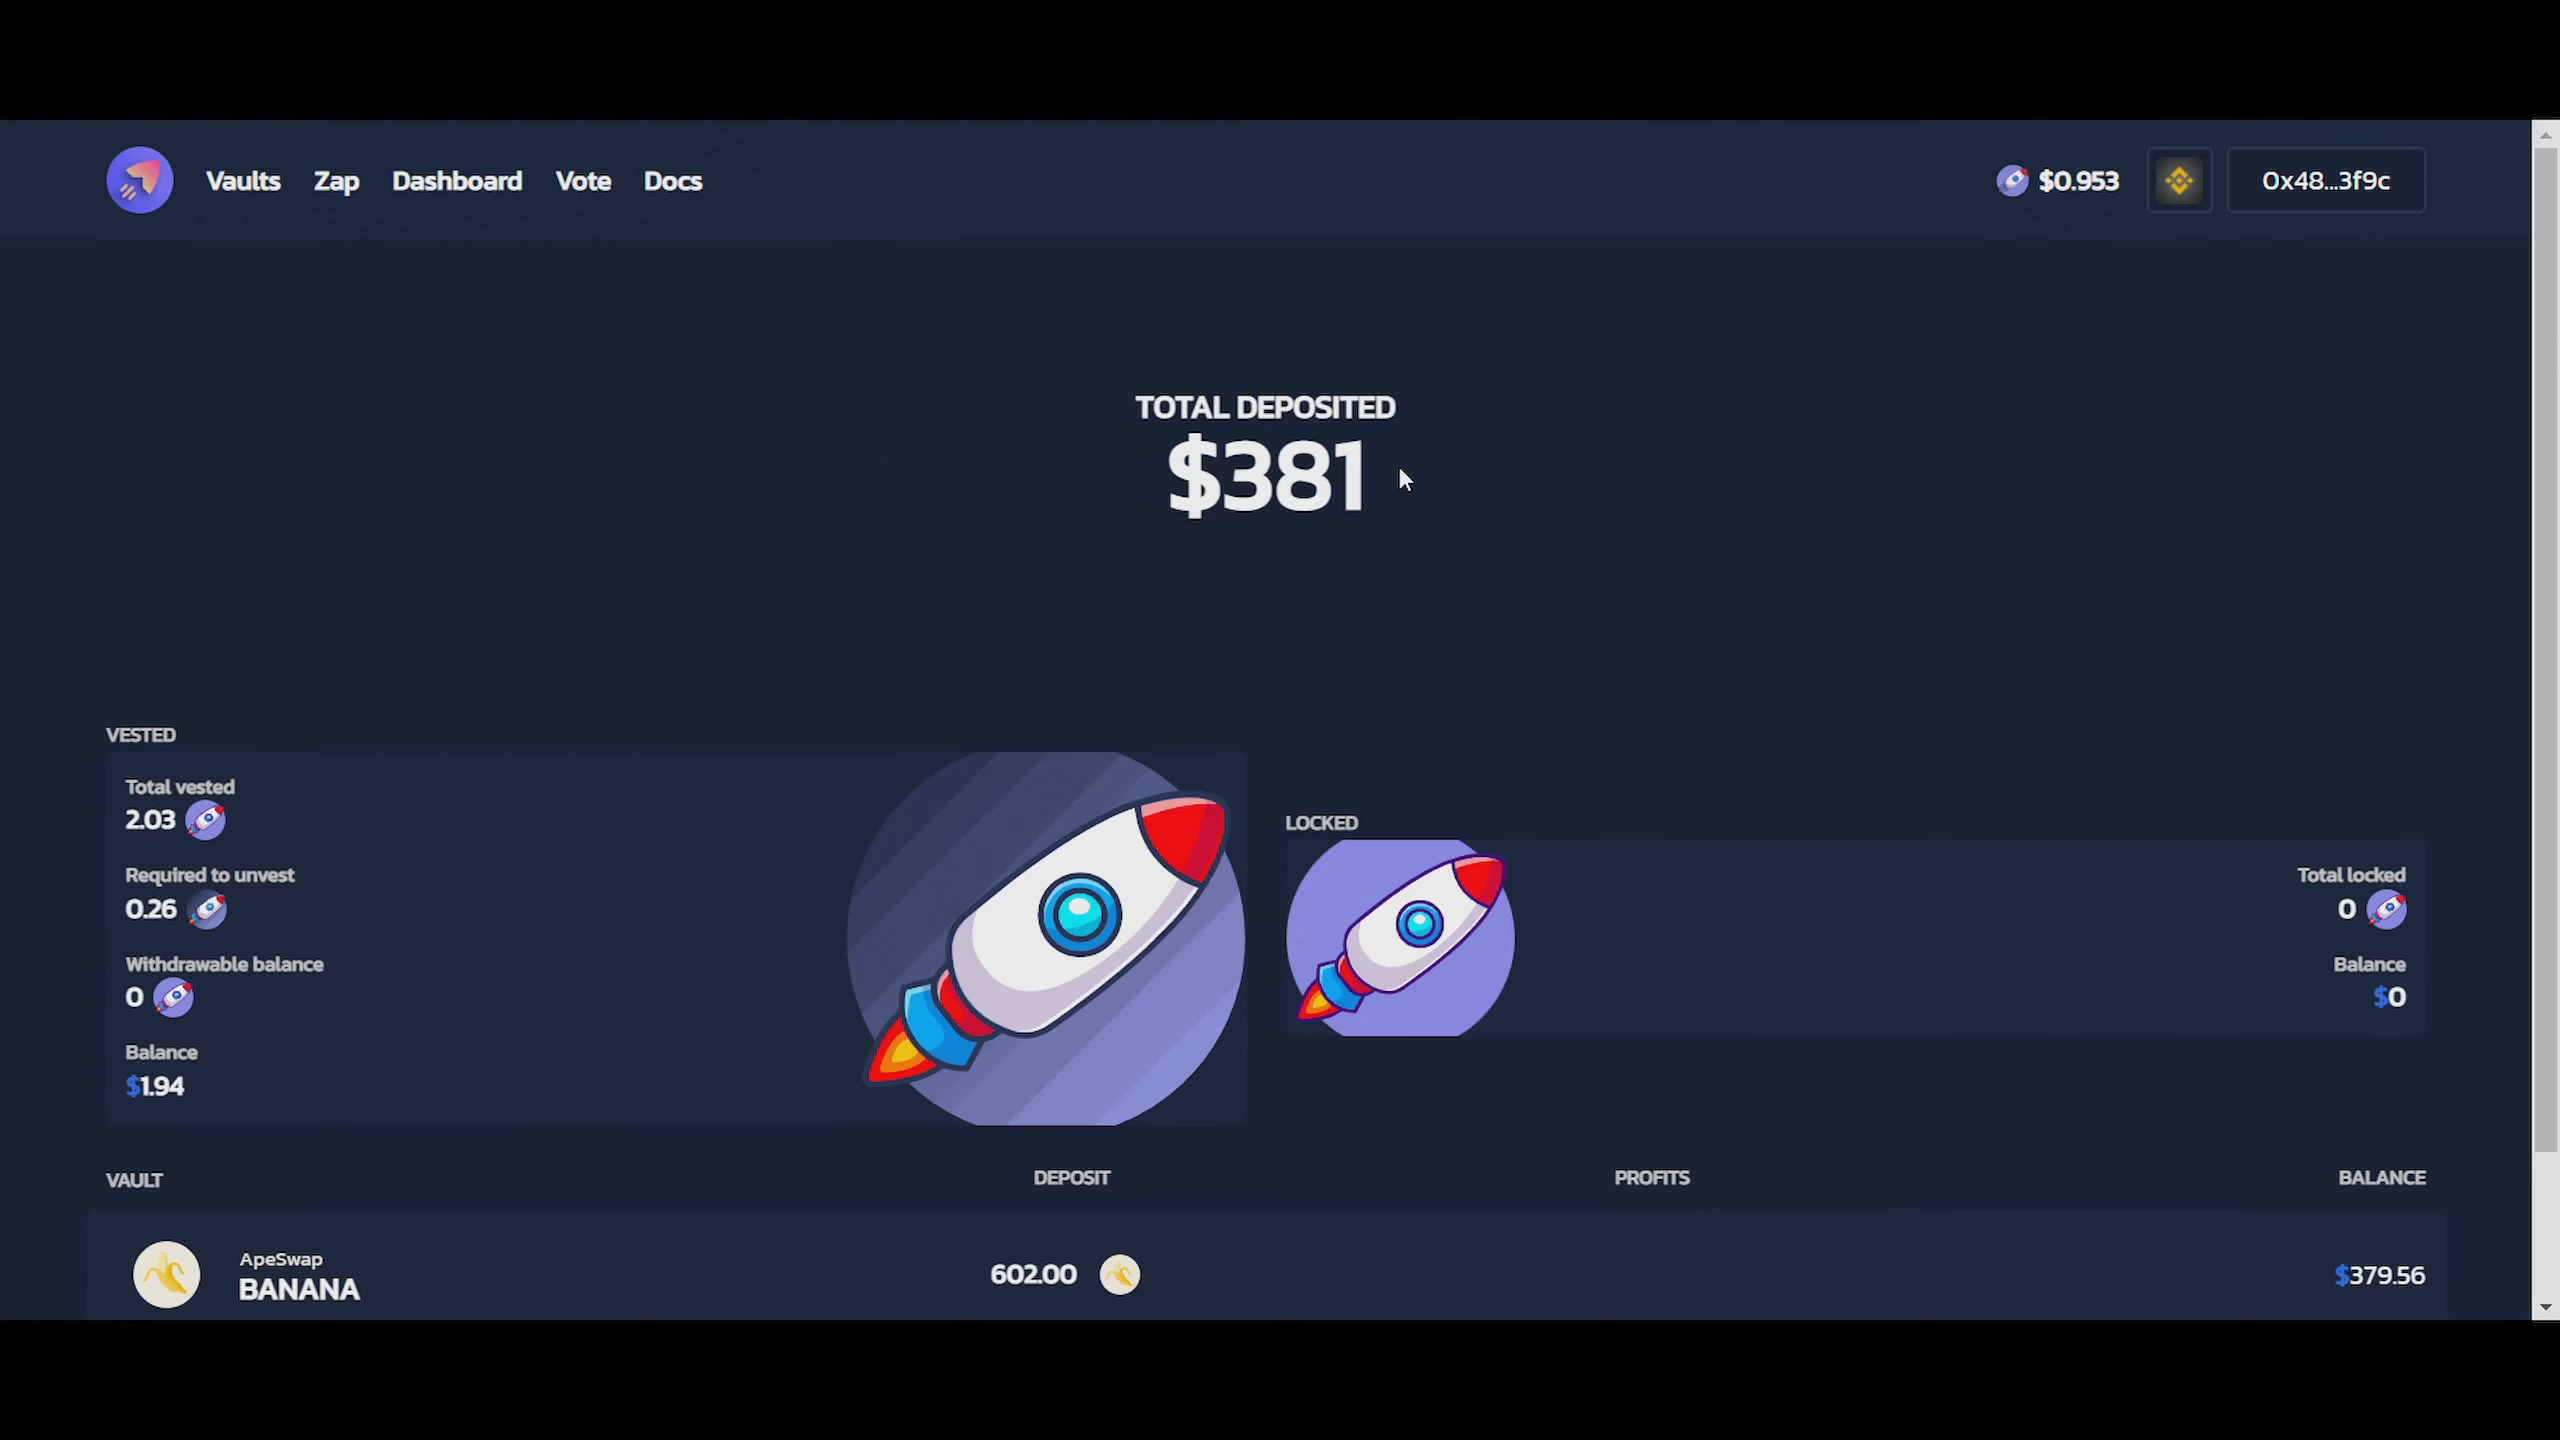 Vaults Zap Dashboard Vote Docs
$0.953
0x48...3f9c
TOTAL DEPOSITED
$381
VESTED
Total vested
2.03
Required to unvest
0.26
Withdrawable balance
0
Balance
$1.94
LOCKED
Total locked
0
Balance
$0
VAULT DEPOSIT PROFITS BALANCE
ApeSwap
BANANA
602.00
$379.56